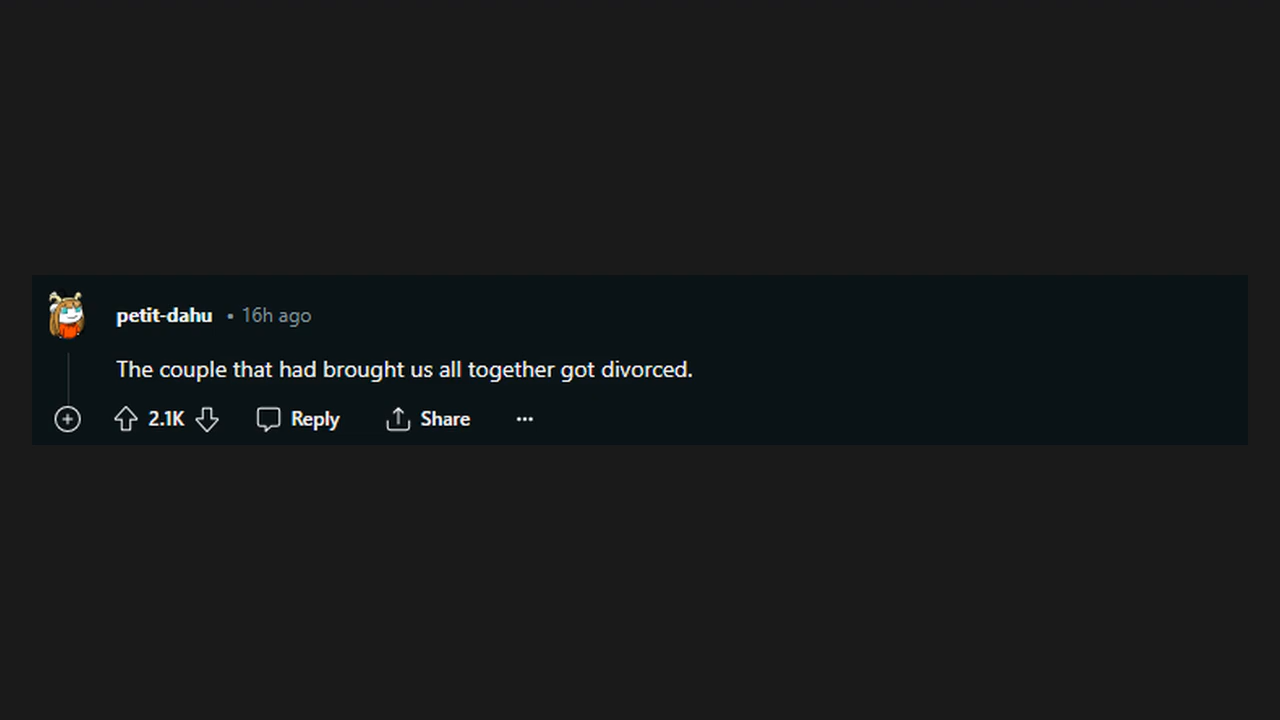 petit-dahu • 16h ago
The couple that had brought us all together got divorced.
2.1K Reply Share ...